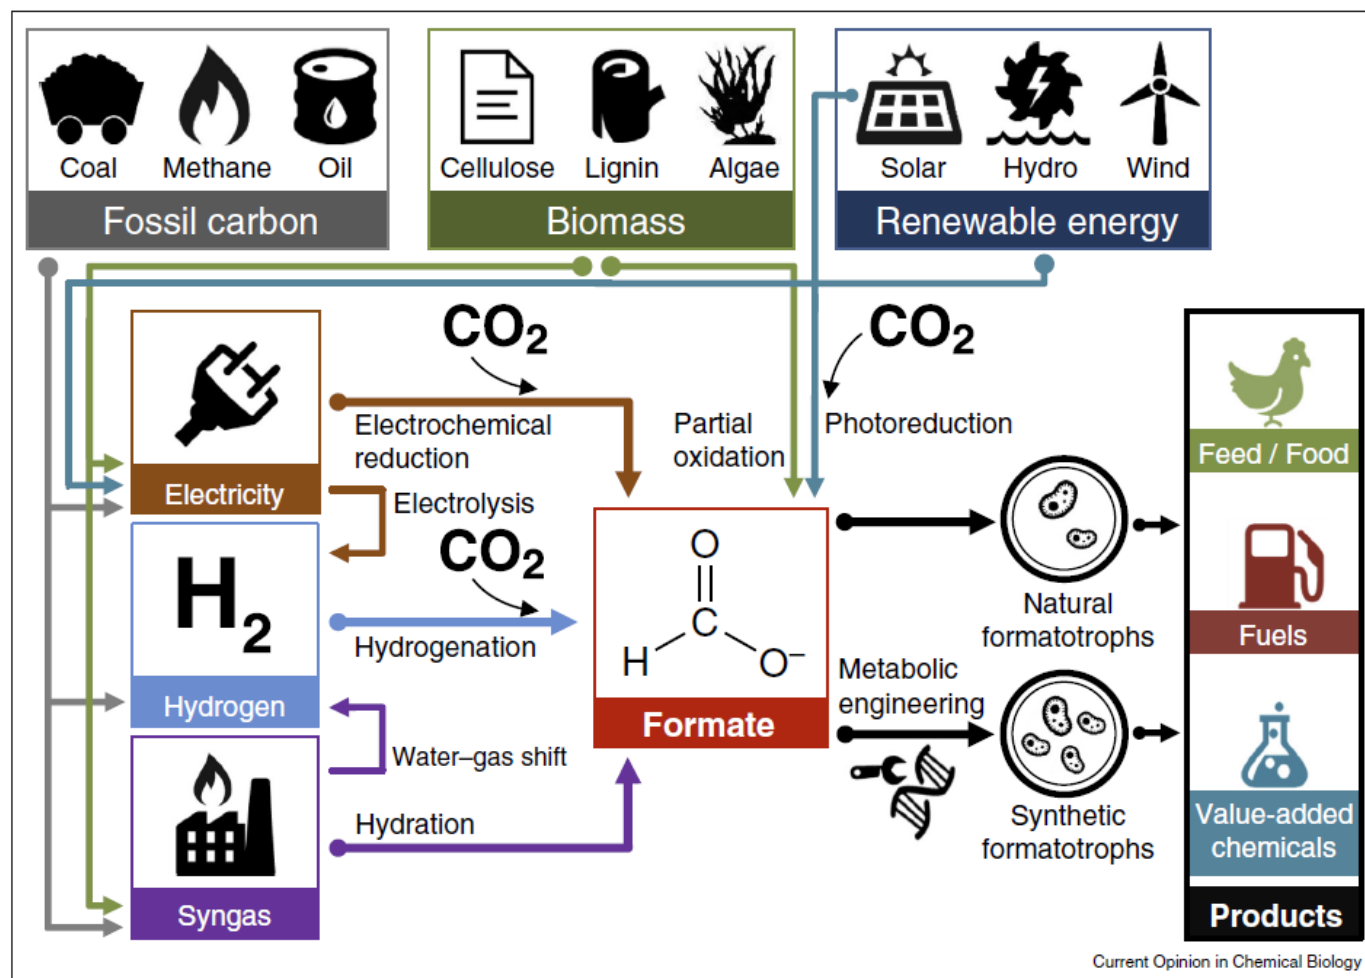 Coal
Methane
Oil
Fossil carbon
Cellulose
Lignin
Algae
Biomass
Solar
Hydro
Wind
Renewable energy
CO2
CO2
Electrochemical
reduction
Partial
oxidation
Photoreduction
Electricity
Electrolysis
CO2
H2
Hydrogenation
Hydrogen
Water–gas shift
Hydration
Syngas
O
C
H
O–
Formate
Natural
formatotrophs
Metabolic
engineering
Synthetic
formatotrophs
Feed / Food
Fuels
Value-added
chemicals
Products
Current Opinion in Chemical Biology